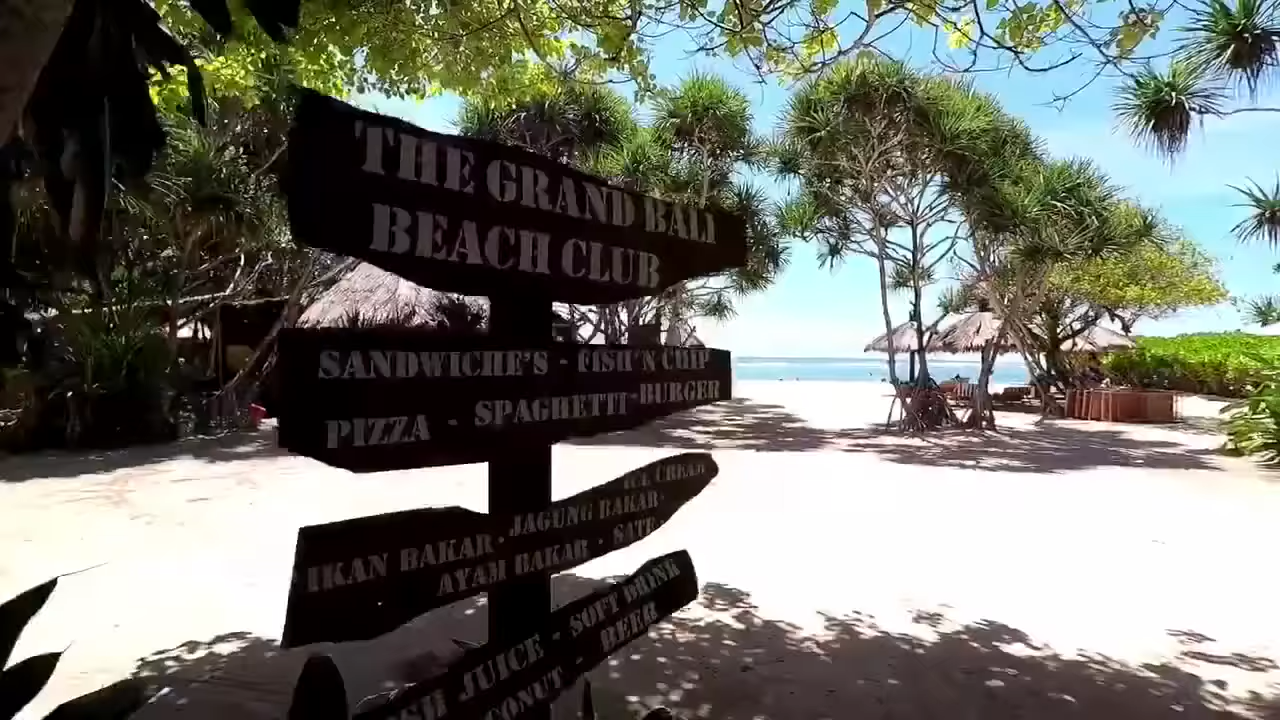 THE GRAND BALI
BEACH CLUB
SANDWICHE'S - FISH'N CHIP
PIZZA - SPAGHETTI - BURGER
ICE CREAM
IKAN BAKAR · JAGUNG BAKAR ·
AYAM BAKAR · SATE ·
JUICE - SOFT DRINK
- BEER